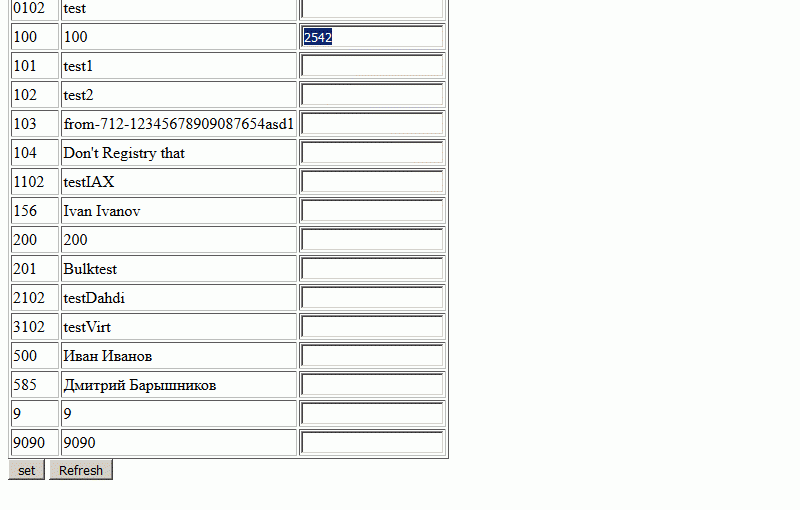 0102 test
100 100 2542
101 test1
102 test2
103 from-712-12345678909087654asd1
104 Don't Registry that
1102 testIAX
156 Ivan Ivanov
200 200
201 Bulktest
2102 testDahdi
3102 testVirt
500 Иван Иванов
585 Дмитрий Барышников
9 9
9090 9090
set Refresh